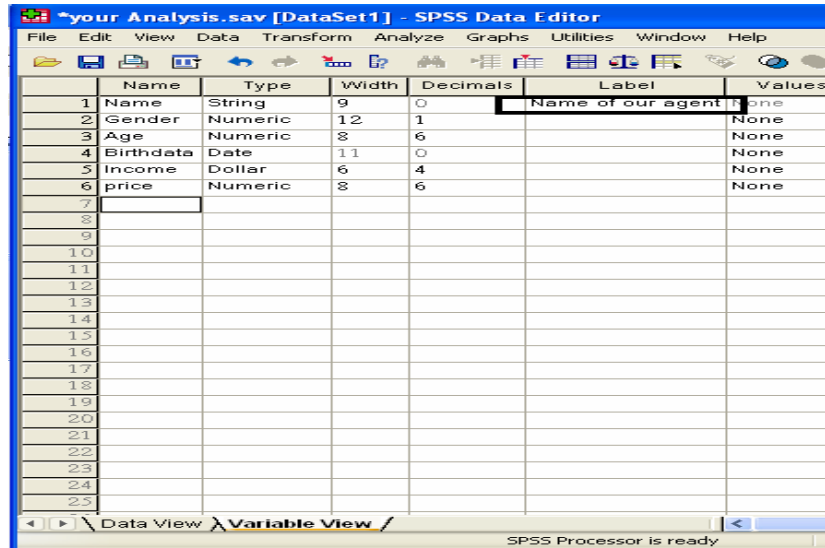 *your Analysis.sav [DataSet1] - SPSS Data Editor
File Edit View Data Transform Analyze Graphs Utilities Window Help
Name Type Width Decimals Label Values
1 Name String 9 0 Name of our agent None
2 Gender Numeric 12 1 None
3 Age Numeric 8 6 None
4 Birthdata Date 11 0 None
5 Income Dollar 6 4 None
6 price Numeric 8 6 None
7
8
9
10
11
12
13
14
15
16
17
18
19
20
21
22
23
24
25
Data View Variable View
SPSS Processor is ready